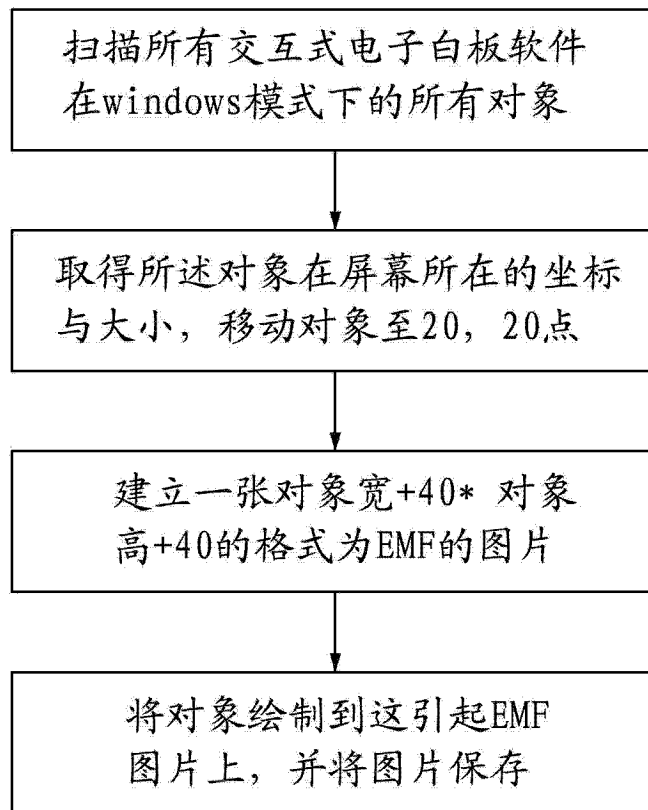 扫描所有交互式电子白板软件
在windows模式下的所有对象
取得所述对象在屏幕所在的坐标
与大小，移动对象至20，20点
建立一张对象宽+40* 对象
高+40的格式为EMF的图片
将对象绘制到这引起EMF
图片上，并将图片保存